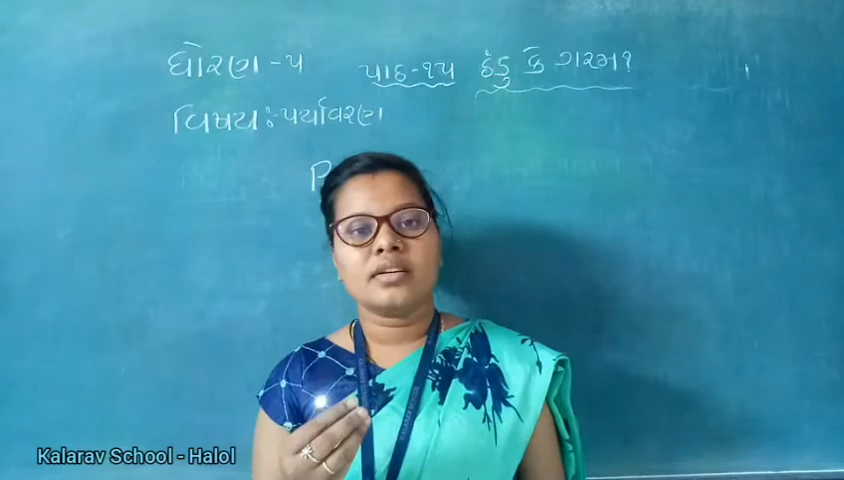 ધોરણ - ૫
પાઠ - ૧૫ ઠંડુ કે ગરમ?
વિષય :- પર્યાવરણ
P
Kalarav School - Halol